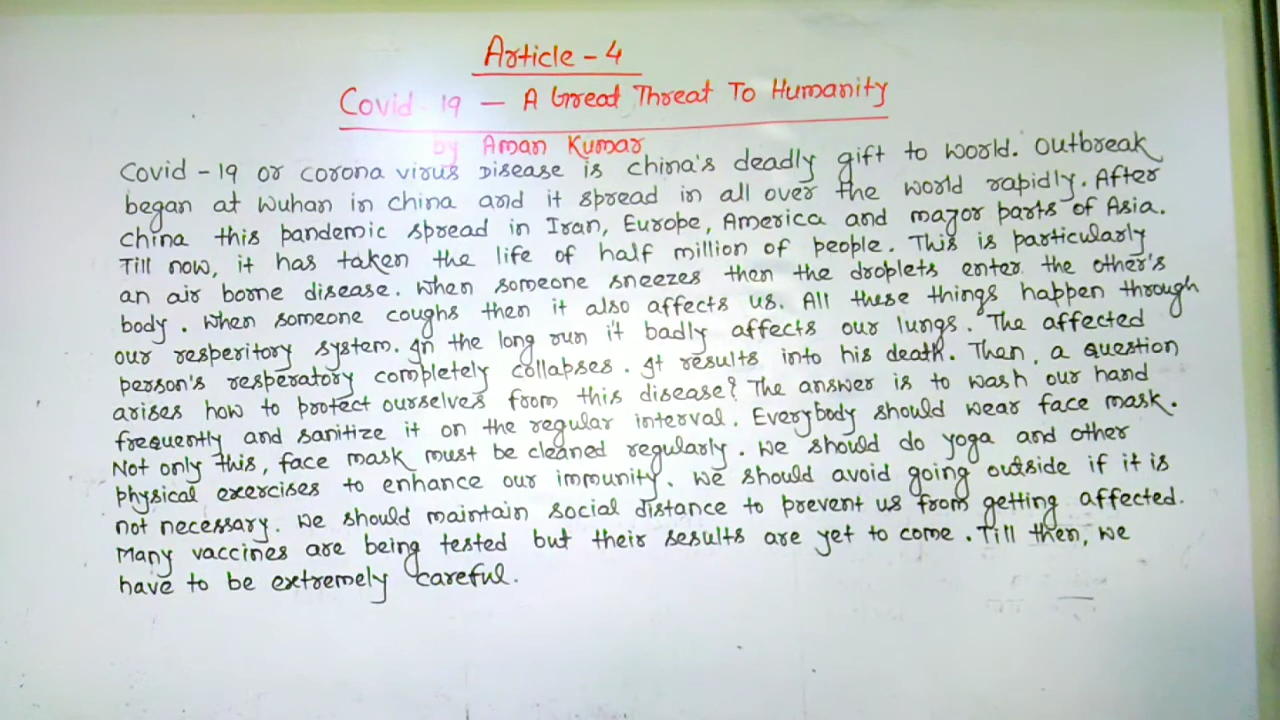 Article - 4
Covid - 19 — A Great Threat To Humanity
by Aman Kumar
Covid - 19 or corona virus Disease is china's deadly gift to world. Outbreak
began at Wuhan in china and it spread in all over the world rapidly. After
China this pandemic spread in Iran, Europe, America and major parts of Asia.
Till now, it has taken the life of half million of people. This is particularly
an air borne disease. When someone sneezes then the droplets enter the other's
body. When someone coughs then it also affects us. All these things happen through
our resperitory system. In the long run it badly affects our lungs. The affected
person's resperatory completely collapses. It results into his death. Then, a question
arises how to protect ourselves from this disease? The answer is to wash our hand
frequently and sanitize it on the regular interval. Everybody should wear face mask.
Not only this, face mask must be cleaned regularly. We should do yoga and other
physical exercises to enhance our immunity. We should avoid going outside if it is
not necessary. We should maintain social distance to prevent us from getting affected.
Many vaccines are being tested but their results are yet to come. Till then, we
have to be extremely careful.